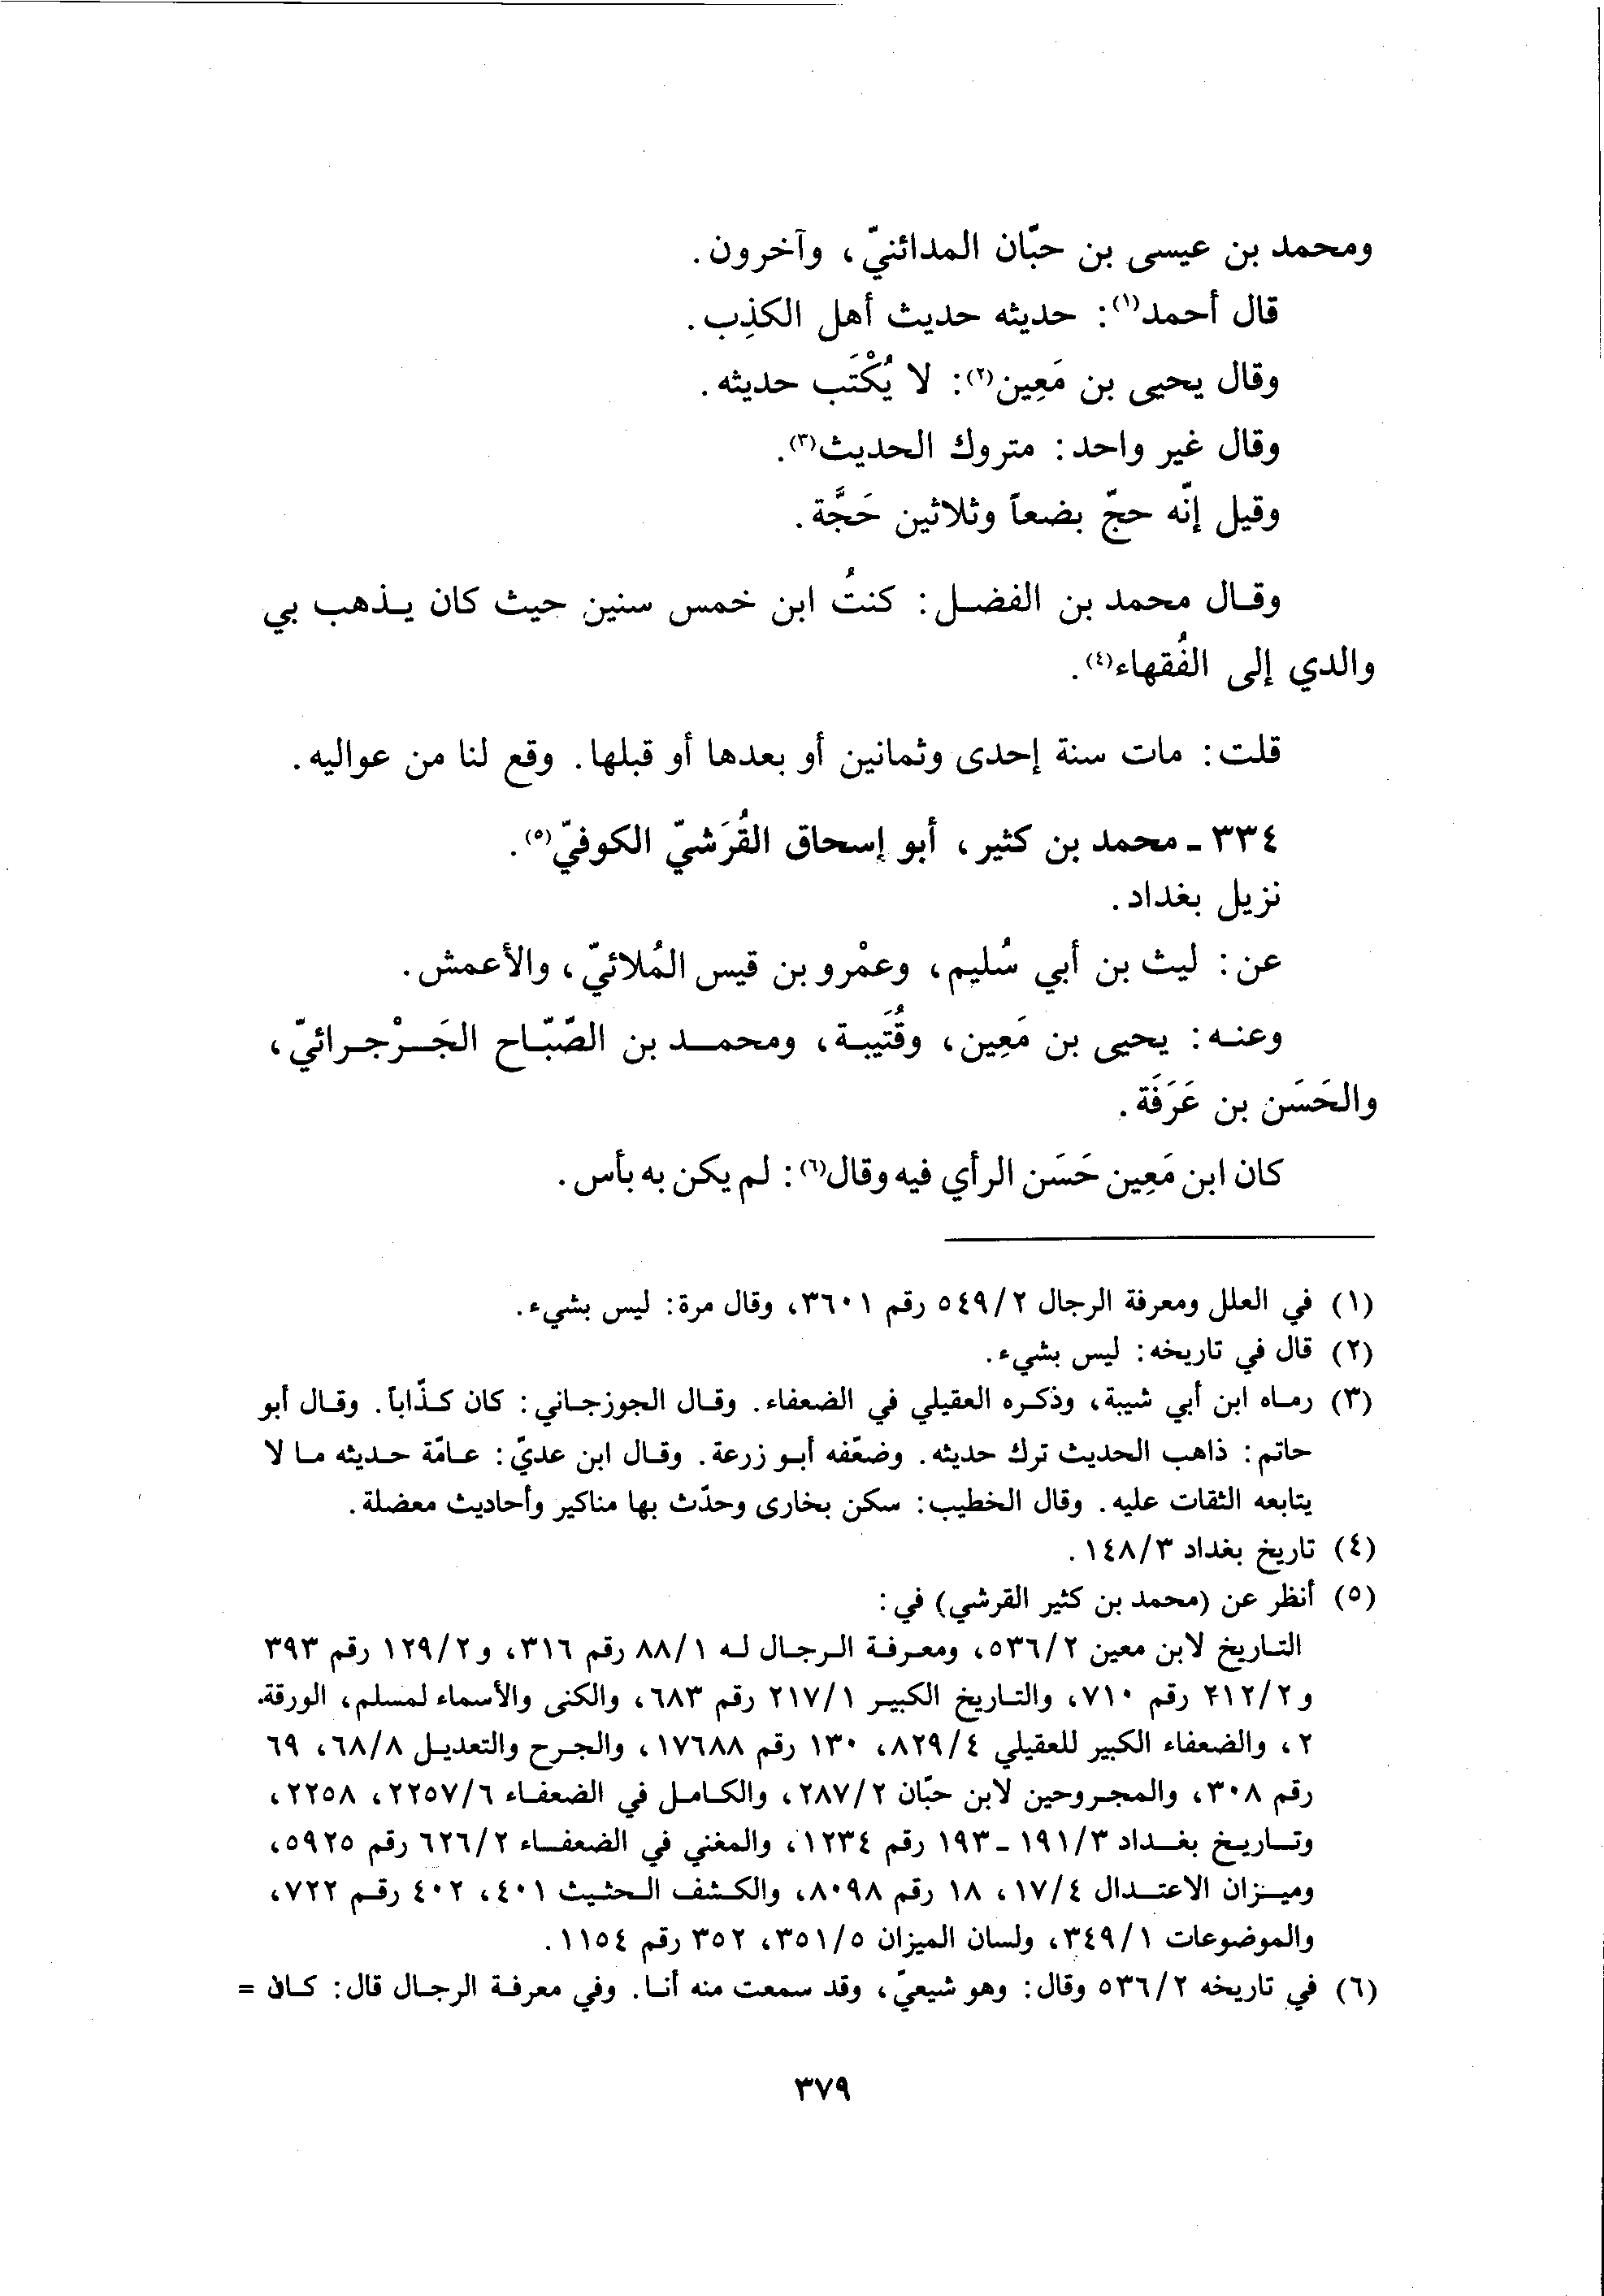 ومحمد بن عيسى بن حبّان المدائنيّ، وآخرون.
قال أحمد(١): حديثه حديث أهل الكذِب.
وقال يحيى بن مَعِين(٢): لا يُكْتَب حديثه.
وقال غير واحد: متروك الحديث(٣).
وقيل إنّه حجّ بضعاً وثلاثين حَجَّة.
وقال محمد بن الفضل: كنتُ ابن خمس سنين حيث كان يذهب بي
والدي إلى الفُقهاء(٤).
قلت: مات سنة إحدى وثمانين أو بعدها أو قبلها. وقع لنا من عواليه.
٣٣٤ - محمد بن كثير، أبو إسحاق القُرَشيّ الكوفيّ(٥).
نزيل بغداد.
عن: ليث بن أبي سُليم، وعمْرو بن قيس المُلائيّ، والأعمش.
وعنه: يحيى بن مَعِين، وقُتَيبة، ومحمد بن الصّبّاح الجَرْجرائيّ،
والحَسَن بن عَرَفَة.
كان ابن مَعِين حَسَن الرأي فيه وقال(٦): لم يكن به بأس.
(١) في العلل ومعرفة الرجال ٥٤٩/٢ رقم ٣٦٠١، وقال مرة: ليس بشيء.
(٢) قال في تاريخه: ليس بشيء.
(٣) رماه ابن أبي شيبة، وذكره العقيلي في الضعفاء. وقال الجوزجاني: كان كذّاباً. وقال أبو
حاتم: ذاهب الحديث ترك حديثه. وضعّفه أبو زرعة. وقال ابن عديّ: عامّة حديثه ما لا
يتابعه الثقات عليه. وقال الخطيب: سكن بخارى وحدّث بها مناكير وأحاديث معضلة.
(٤) تاريخ بغداد ١٤٨/٣.
(٥) أنظر عن (محمد بن كثير القرشي) في:
التاريخ لابن معين ٥٣٦/٢، ومعرفة الرجال له ٨٨/١ رقم ٣١٦، و١٢٩/٢ رقم ٣٩٣
و٢١٢/٢ رقم ٧١٠، والتاريخ الكبير ٢١٧/١ رقم ٦٨٣، والكنى والأسماء لمسلم، الورقة.
٢، والضعفاء الكبير للعقيلي ٨٢٩/٤، ١٣٠ رقم ١٧٦٨٨، والجرح والتعديل ٦٨/٨، ٦٩
رقم ٣٠٨، والمجروحين لابن حبّان ٢٨٧/٢، والكامل في الضعفاء ٢٢٥٧/٦، ٢٢٥٨،
وتاريخ بغداد ١٩١/٣ - ١٩٣ رقم ١٢٣٤، والمغني في الضعفاء ٦٢٦/٢ رقم ٥٩٢٥،
وميزان الاعتدال ١٧/٤، ١٨ رقم ٨٠٩٨، والكشف الحثيث ٤٠١، ٤٠٢ رقم ٧٢٢،
والموضوعات ٣٤٩/١، ولسان الميزان ٣٥١/٥، ٣٥٢ رقم ١١٥٤.
(٦) في تاريخه ٥٣٦/٢ وقال: وهو شيعيّ، وقد سمعت منه أنا. وفي معرفة الرجال قال: كان =
٣٧٩